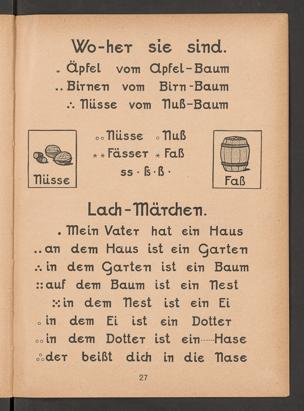 Wo-her sie sind.
. Äpfel vom Apfel-Baum
.. Birnen vom Birn-Baum
∴ Nüsse vom Nuß-Baum
∘∘ Nüsse ∘ Nuß
** Fässer * Faß
ss · ẞ · ß ·
Nüsse
Faß
Lach-Märchen.
. Mein Vater hat ein Haus
.. an dem Haus ist ein Garten
∴ in dem Garten ist ein Baum
:: auf dem Baum ist ein Nest
⁙ in dem Nest ist ein Ei
∘ in dem Ei ist ein Dotter
∘∘ in dem Dotter ist ein ····· Hase
∘∘∘ der beißt dich in die Nase
27